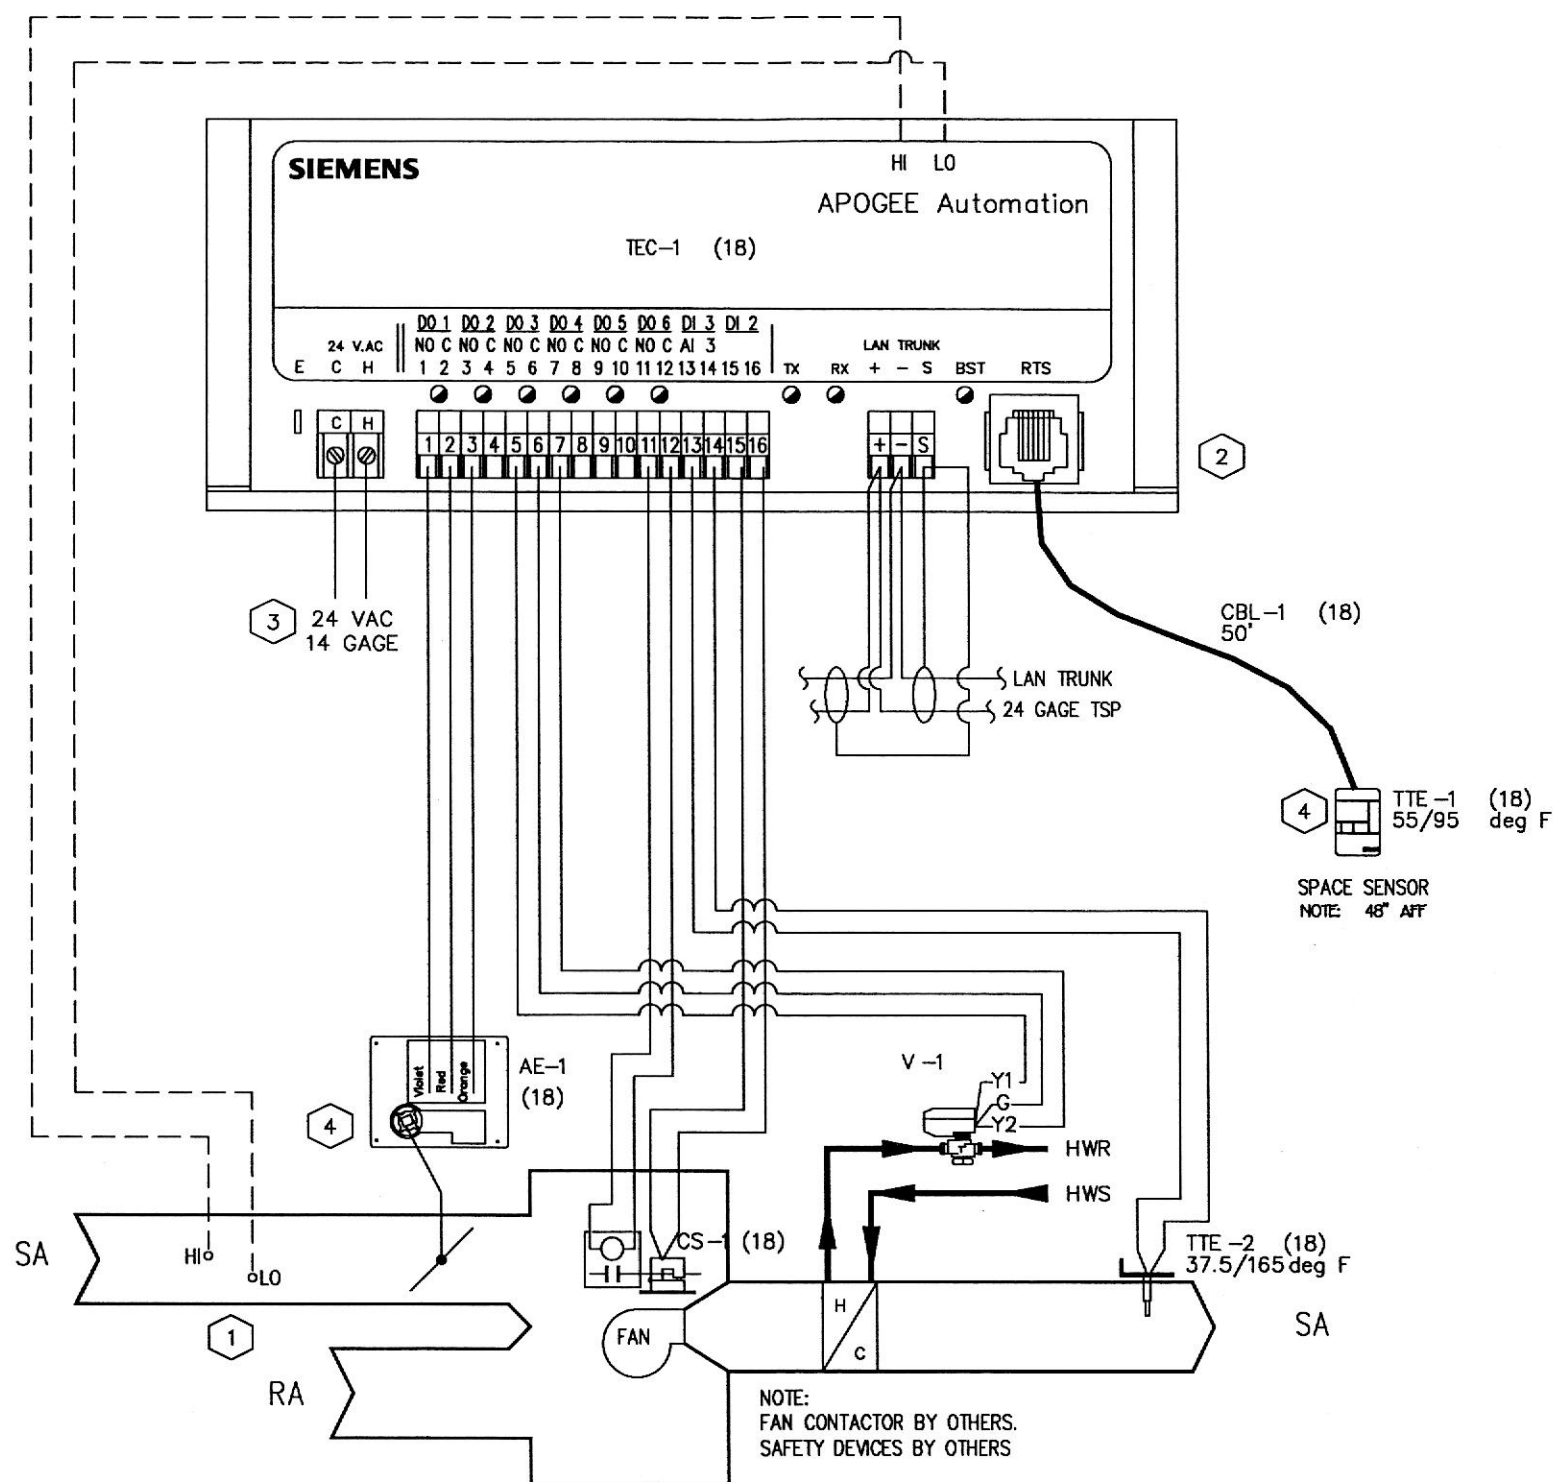 HI LO
SIEMENS
APOGEE Automation
TEC-1 (18)
DO 1 DO 2 DO 3 DO 4 DO 5 DO 6 DI 3 DI 2
24 V.AC NO C NO C NO C NO C NO C NO C AI 3 LAN TRUNK
E C H 1 2 3 4 5 6 7 8 9 10 11 12 13 14 15 16 TX RX + - S BST RTS
C H
1 2 3 4 5 6 7 8 9 10 11 12 13 14 15 16 + - S
2
3
24 VAC
14 GAGE
CBL-1 (18)
50'
LAN TRUNK
24 GAGE TSP
4
TTE-1 (18)
55/95 deg F
SPACE SENSOR
NOTE: 48" AFF
Violet
Red
Orange
AE-1
(18)
4
V-1
Y1
G
Y2
HWR
HWS
SA
HI
LO
CS-1 (18)
TTE-2 (18)
37.5/165 deg F
1
FAN
H
C
SA
RA
NOTE:
FAN CONTACTOR BY OTHERS.
SAFETY DEVICES BY OTHERS